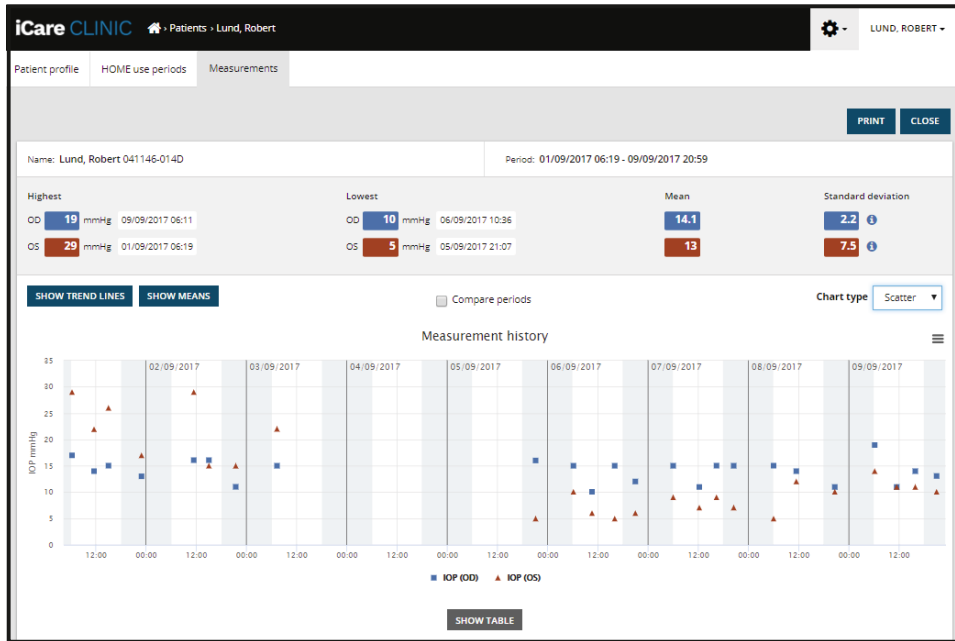 iCare CLINIC › Patients › Lund, Robert LUND, ROBERT
Patient profile HOME use periods Measurements
PRINT CLOSE
Name: Lund, Robert 041146-014D Period: 01/09/2017 06:19 - 09/09/2017 20:59
Highest Lowest Mean Standard deviation
OD 19 mmHg 09/09/2017 06:11 OD 10 mmHg 06/09/2017 10:36 14.1 2.2
OS 29 mmHg 01/09/2017 06:19 OS 5 mmHg 05/09/2017 21:07 13 7.5
SHOW TREND LINES SHOW MEANS Compare periods Chart type Scatter
Measurement history
02/09/2017 03/09/2017 04/09/2017 05/09/2017 06/09/2017 07/09/2017 08/09/2017 09/09/2017
35
30
25
20
15
10
5
0
IOP mmHg
12:00 00:00 12:00 00:00 12:00 00:00 12:00 00:00 12:00 00:00 12:00 00:00 12:00 00:00 12:00 00:00 12:00
IOP (OD) IOP (OS)
SHOW TABLE